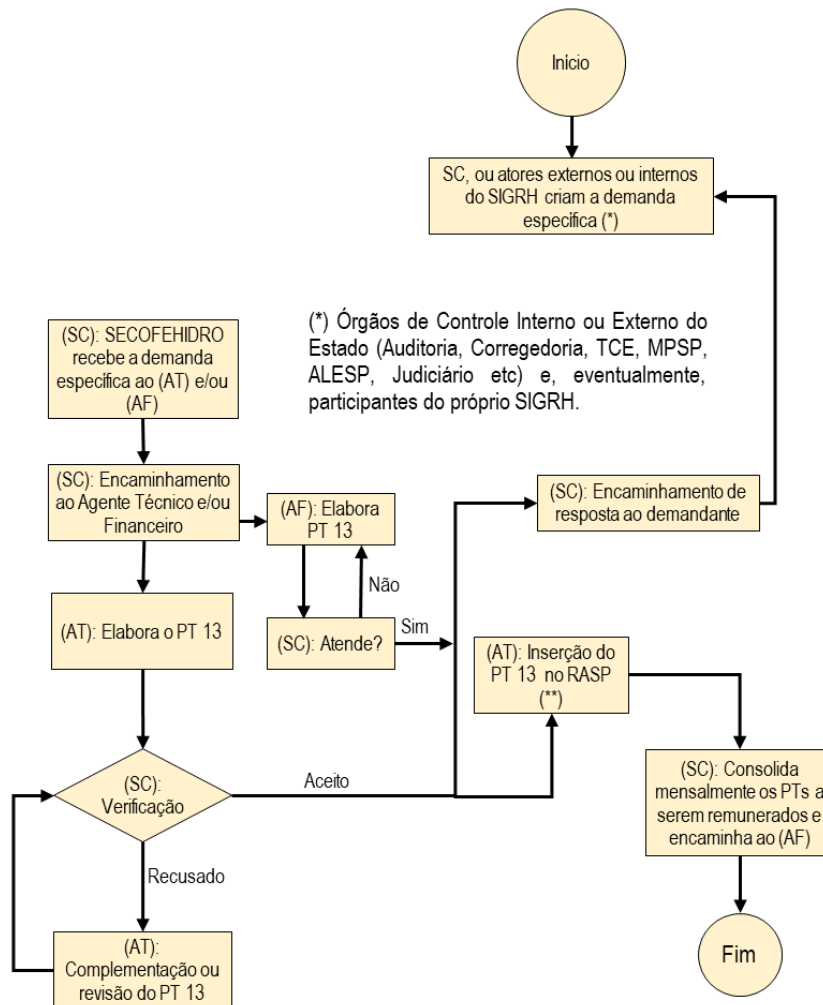 Início
SC, ou atores externos ou internos
do SIGRH criam a demanda
específica (*)
(*) Órgãos de Controle Interno ou Externo do
Estado (Auditoria, Corregedoria, TCE, MPSP,
ALESP, Judiciário etc) e, eventualmente,
participantes do próprio SIGRH.
(SC): SECOFEHIDRO
recebe a demanda
específica ao (AT) e/ou
(AF)
(SC): Encaminhamento
ao Agente Técnico e/ou
Financeiro
(AF): Elabora
PT 13
(SC): Encaminhamento de
resposta ao demandante
Não
(AT): Elabora o PT 13
(SC): Atende?
Sim
(AT): Inserção do
PT 13 no RASP
(**)
(SC):
Verificação
Aceito
(SC): Consolida
mensalmente os PTs a
serem remunerados e
encaminha ao (AF)
Recusado
(AT):
Complementação ou
revisão do PT 13
Fim